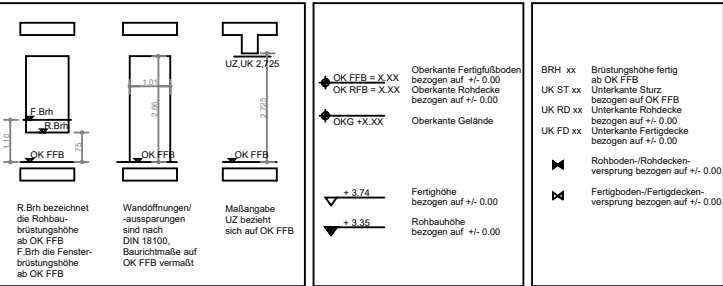 F.Brh
R.Brh
1.10
75
OK FFB
1.01
2.66
OK FFB
UZ,UK 2,725
2.725
OK FFB
R.Brh bezeichnet
die Rohbau-
brüstungshöhe
ab OK FFB
F.Brh die Fenster-
brüstungshöhe
ab OK FFB
Wandöffnungen/
-aussparungen
sind nach
DIN 18100,
Baurichtmaße auf
OK FFB vermaßt
Maßangabe
UZ bezieht
sich auf OK FFB
OK FFB = X.XX
OK RFB = X.XX
Oberkante Fertigfußboden
bezogen auf +/- 0.00
Oberkante Rohdecke
bezogen auf +/- 0.00
OKG +X.XX
Oberkante Gelände
+ 3.74
Fertighöhe
bezogen auf +/- 0.00
+ 3.35
Rohbauhöhe
bezogen auf +/- 0.00
BRH xx Brüstungshöhe fertig
ab OK FFB
UK ST xx Unterkante Sturz
bezogen auf OK FFB
UK RD xx Unterkante Rohdecke
bezogen auf +/- 0.00
UK FD xx Unterkante Fertigdecke
bezogen auf +/- 0.00
Rohboden-/Rohdecken-
versprung bezogen auf +/- 0.00
Fertigboden-/Fertigdecken-
versprung bezogen auf +/- 0.00